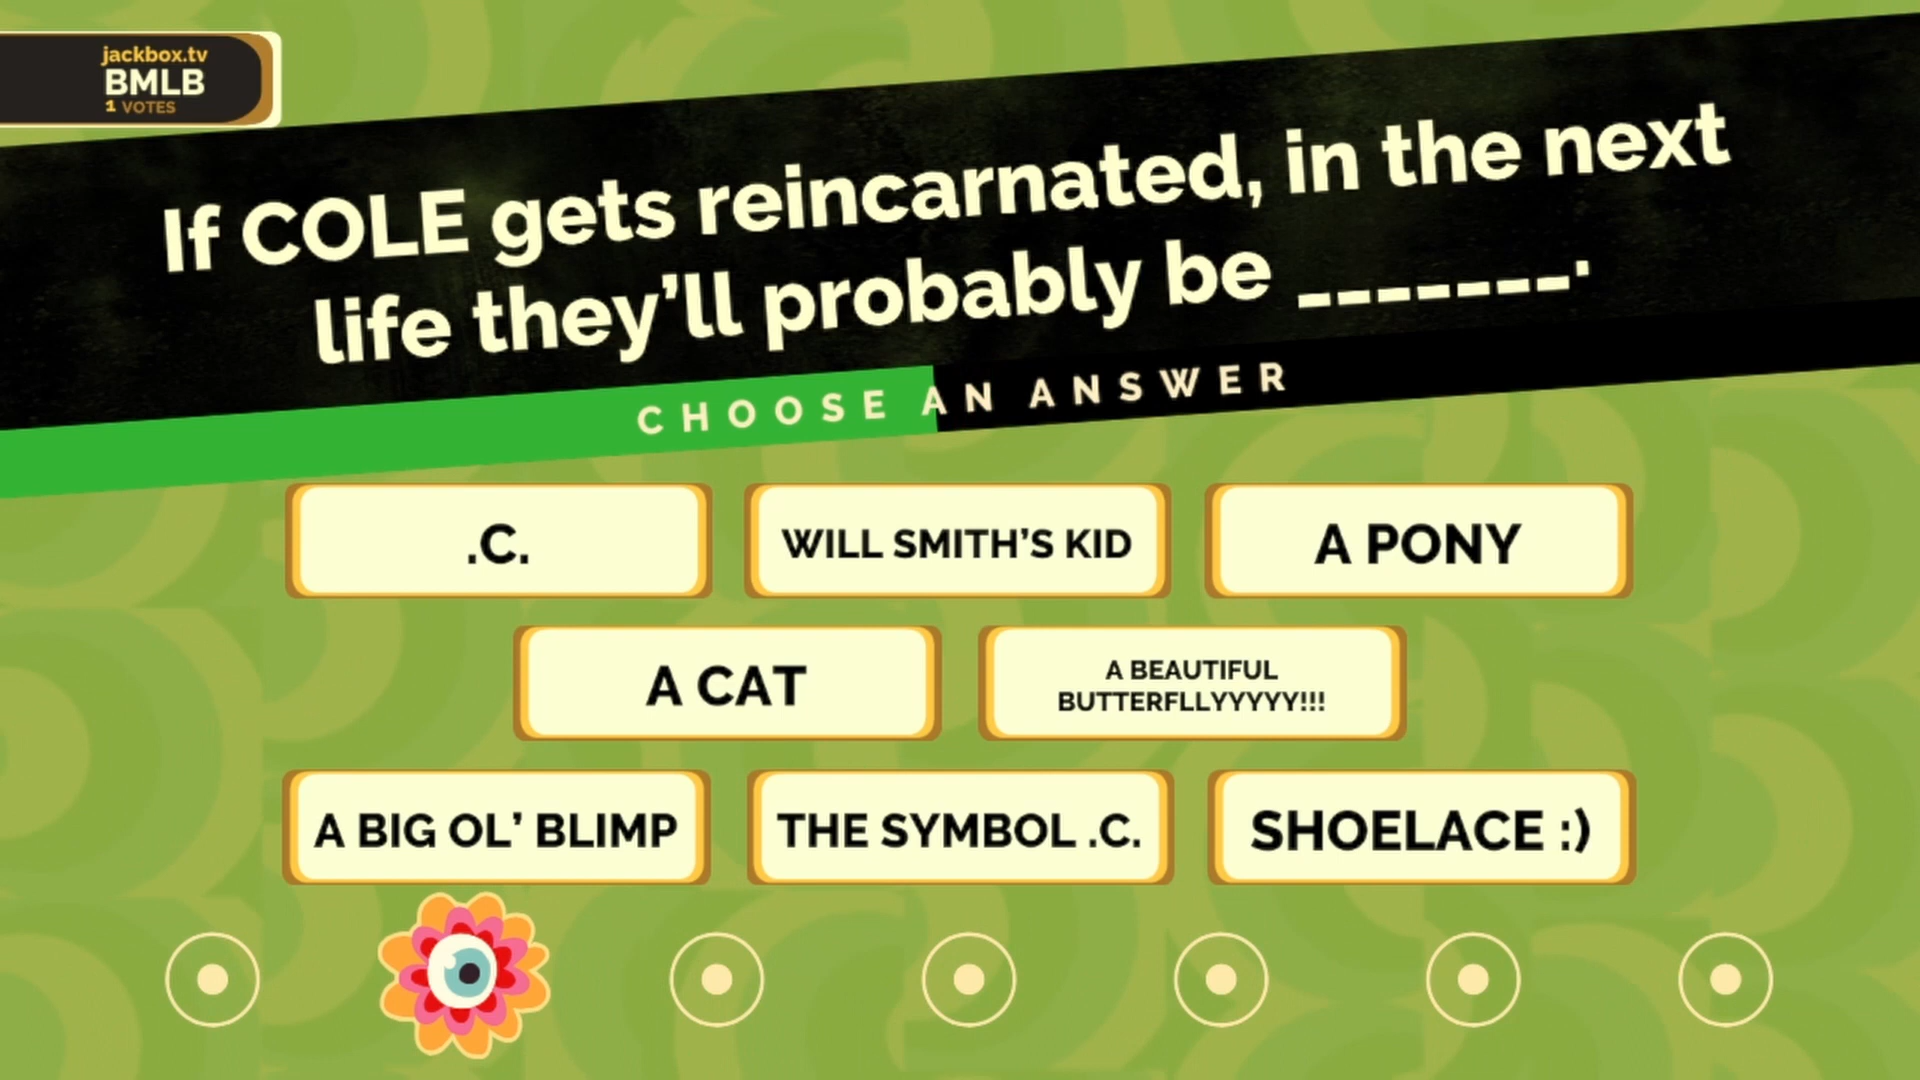 jackbox.tv
BMLB
1 VOTES
If COLE gets reincarnated, in the next
life they’ll probably be _______.
CHOOSE AN ANSWER
.C.
WILL SMITH’S KID
A PONY
A CAT
A BEAUTIFUL
BUTTERFLLYYYYY!!!
A BIG OL’ BLIMP
THE SYMBOL .C.
SHOELACE :)